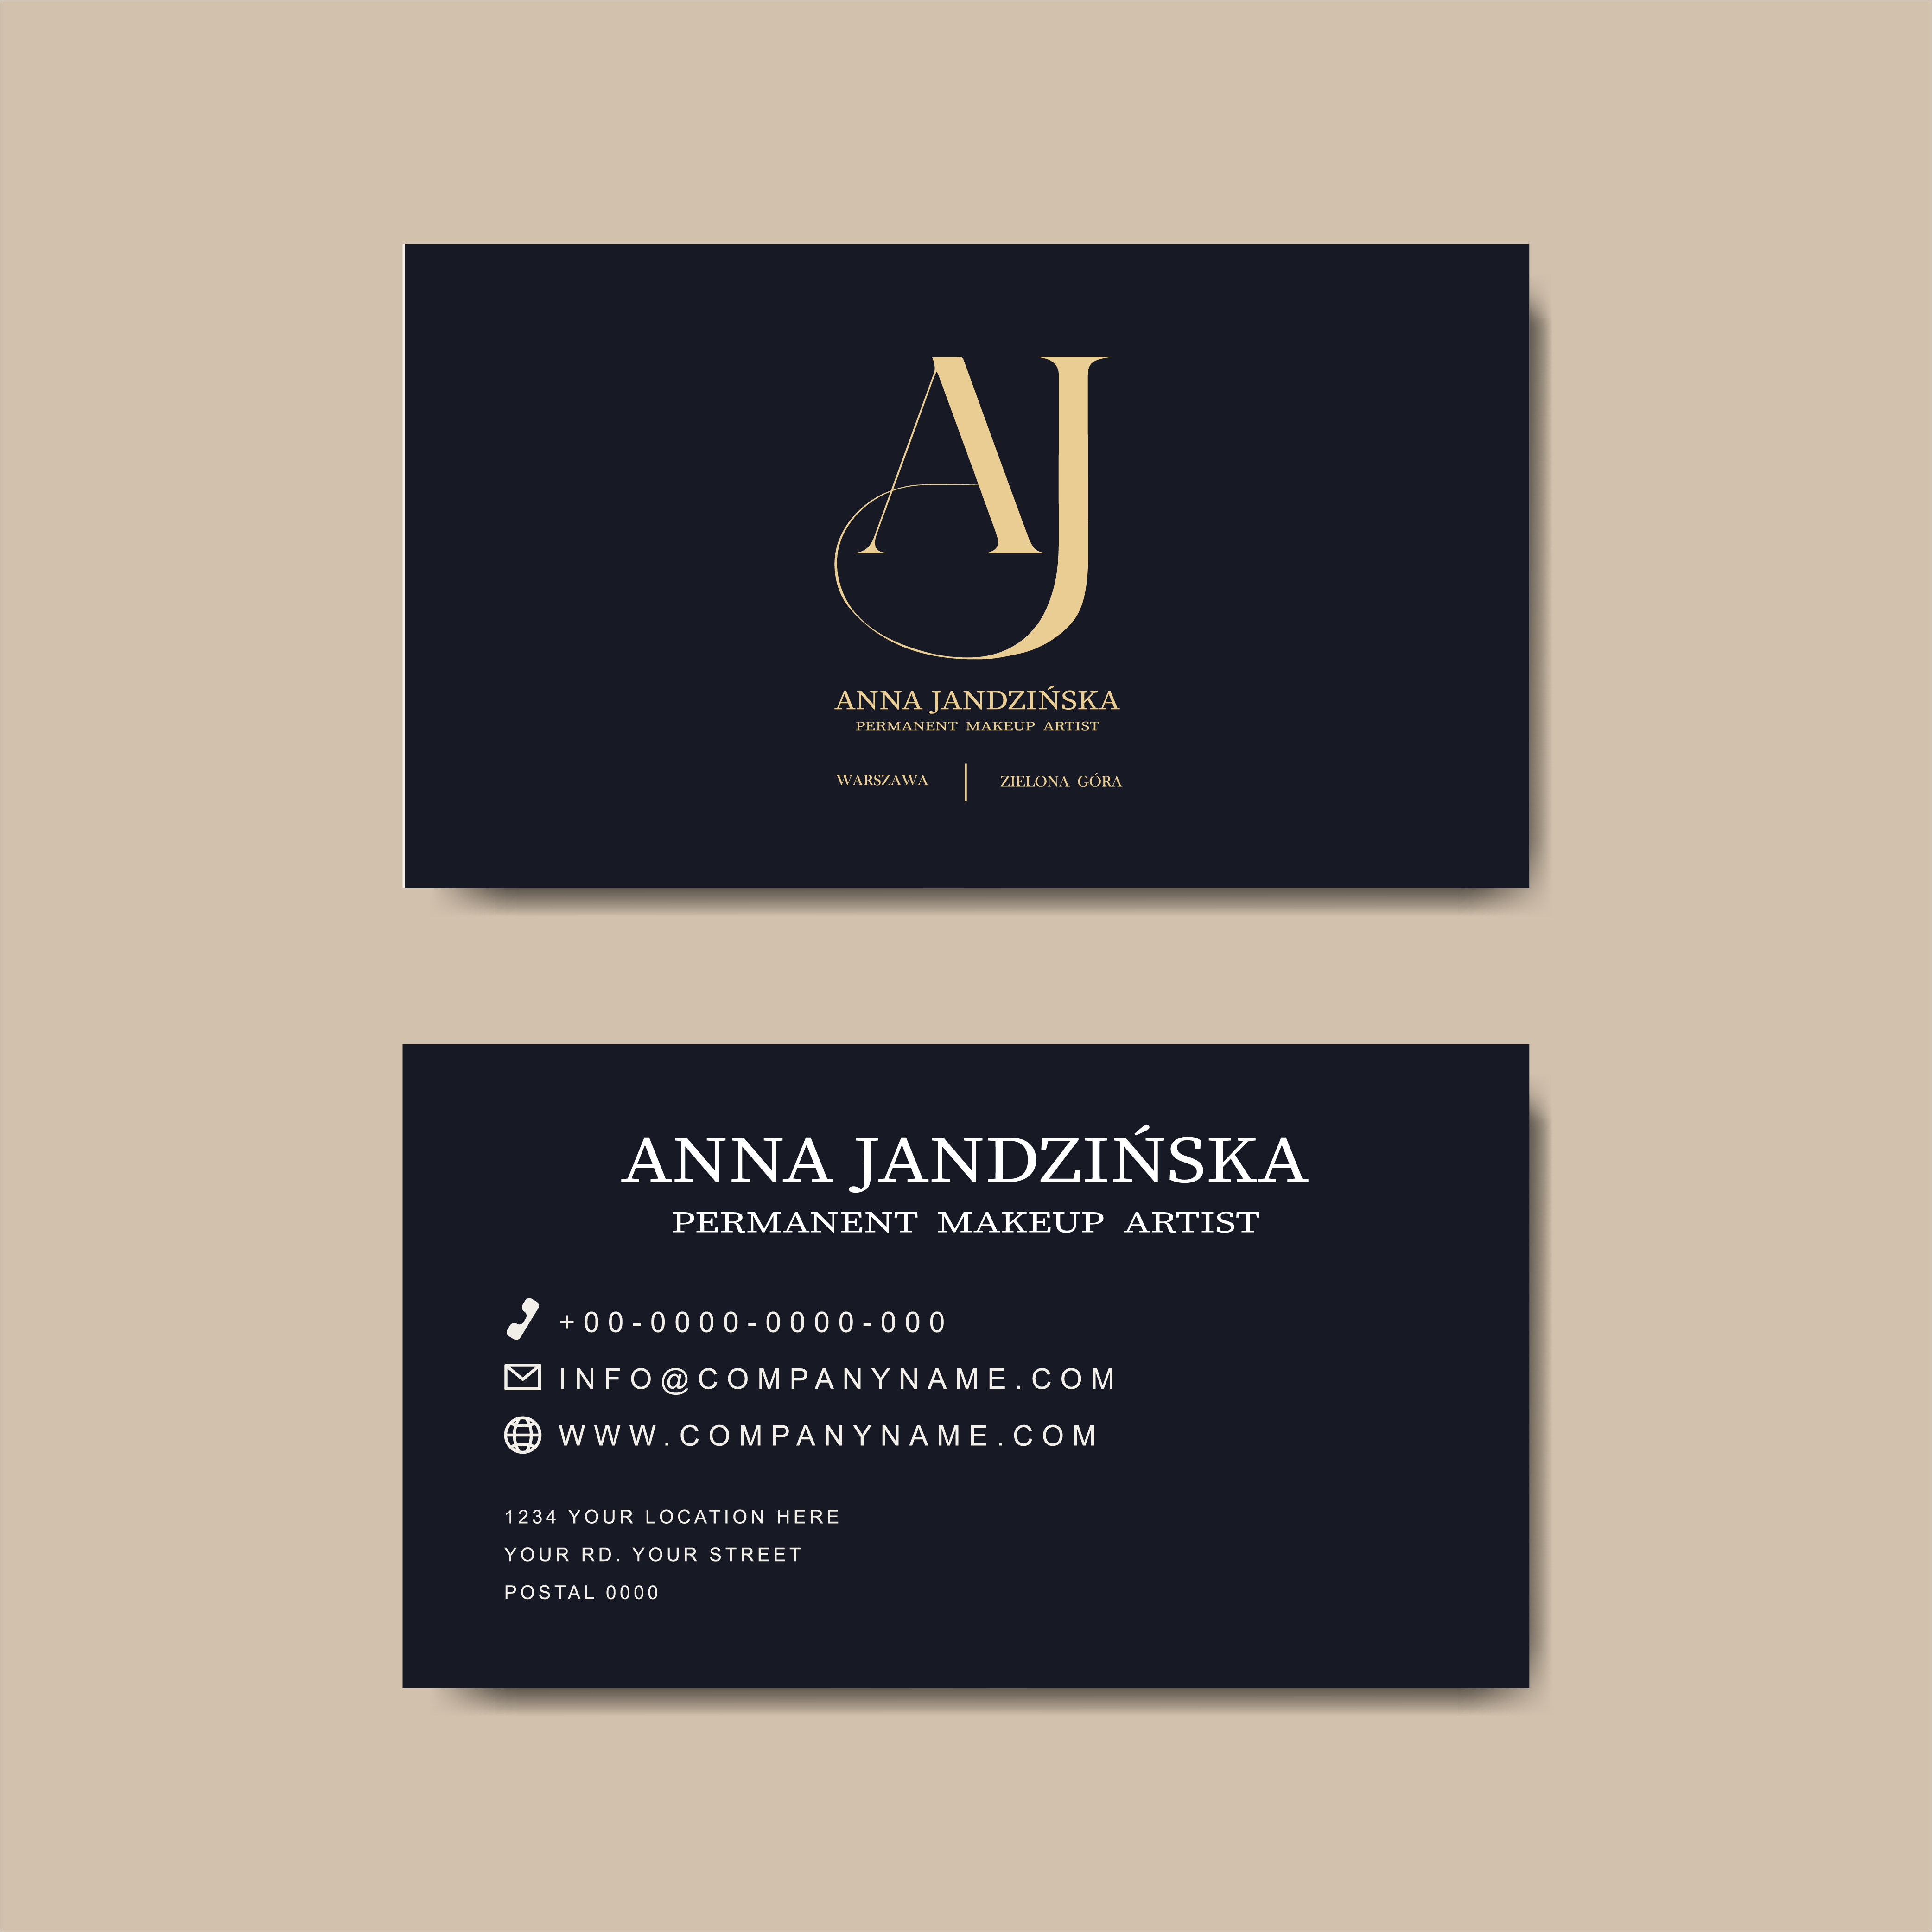 AJ
ANNA JANDZIŃSKA
PERMANENT MAKEUP ARTIST
WARSZAWA | ZIELONA GÓRA
ANNA JANDZIŃSKA
PERMANENT MAKEUP ARTIST
+00-0000-0000-000
INFO@COMPANYNAME.COM
WWW.COMPANYNAME.COM
1234 YOUR LOCATION HERE
YOUR RD. YOUR STREET
POSTAL 0000